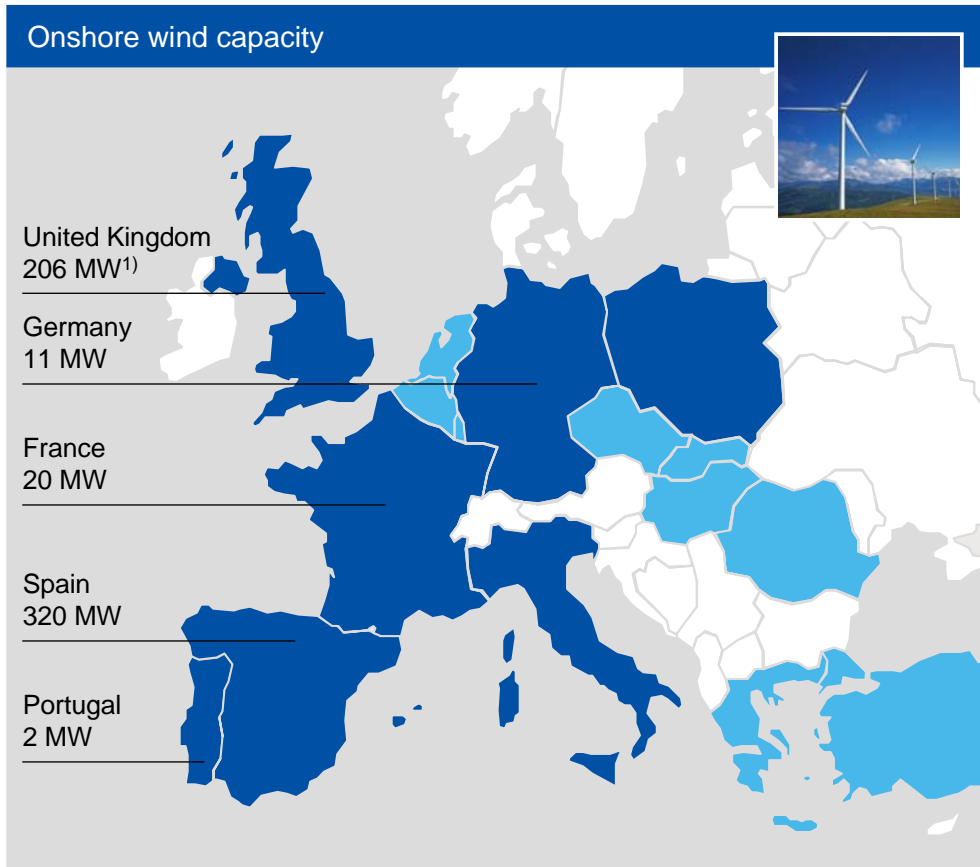 Onshore wind capacity
United Kingdom
206 MW1)
Germany
11 MW
France
20 MW
Spain
320 MW
Portugal
2 MW